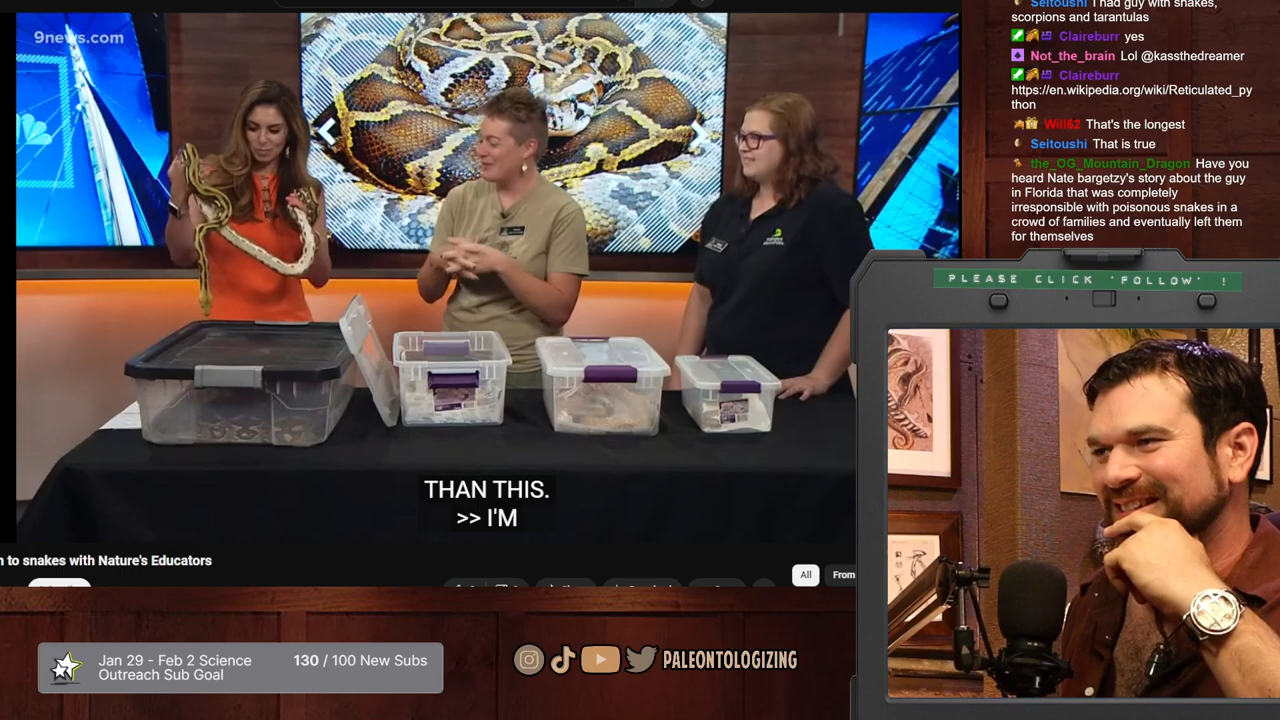 9news.com
THAN THIS.
>> I'M
n to snakes with Nature's Educators
All
From
Jan 29 - Feb 2 Science
Outreach Sub Goal
130 / 100 New Subs
PALEONTOLOGIZING
Seitoushi I had guy with snakes,
scorpions and tarantulas
Claireburr yes
Not_the_brain Lol @kassthedreamer
Claireburr
https://en.wikipedia.org/wiki/Reticulated_py
thon
Will62 That's the longest
Seitoushi That is true
the_OG_Mountain_Dragon Have you
heard Nate bargetzy's story about the guy
in Florida that was completely
irresponsible with poisonous snakes in a
crowd of families and eventually left them
for themselves
PLEASE CLICK 'FOLLOW' !